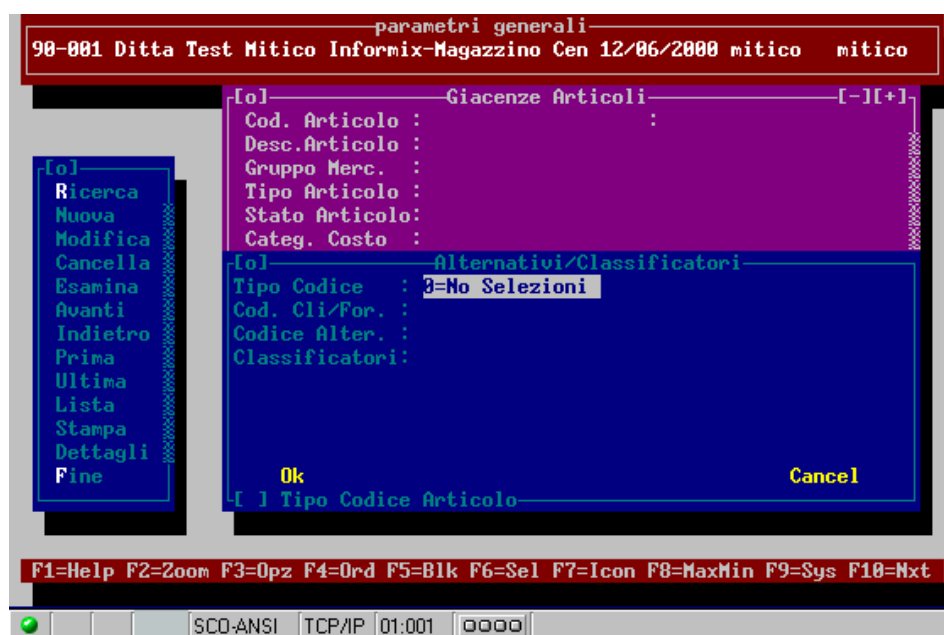 parametri generali
90-001 Ditta Test Mitico Informix-Magazzino Cen 12/06/2000 mitico mitico
[o] Giacenze Articoli [-][+]
Cod. Articolo : :
Desc.Articolo :
Gruppo Merc. :
Tipo Articolo :
Stato Articolo:
Categ. Costo :
[o]
Ricerca
Nuova
Modifica
Cancella
Esamina
Avanti
Indietro
Prima
Ultima
Lista
Stampa
Dettagli
Fine
[o] Alternativi/Classificatori
Tipo Codice : 0=No Selezioni
Cod. Cli/For. :
Codice Alter. :
Classificatori:
Ok Cancel
[ ] Tipo Codice Articolo
F1=Help F2=Zoom F3=Opz F4=Ord F5=Blk F6=Sel F7=Icon F8=MaxMin F9=Sys F10=Nxt
SCO-ANSI TCP/IP 01:001